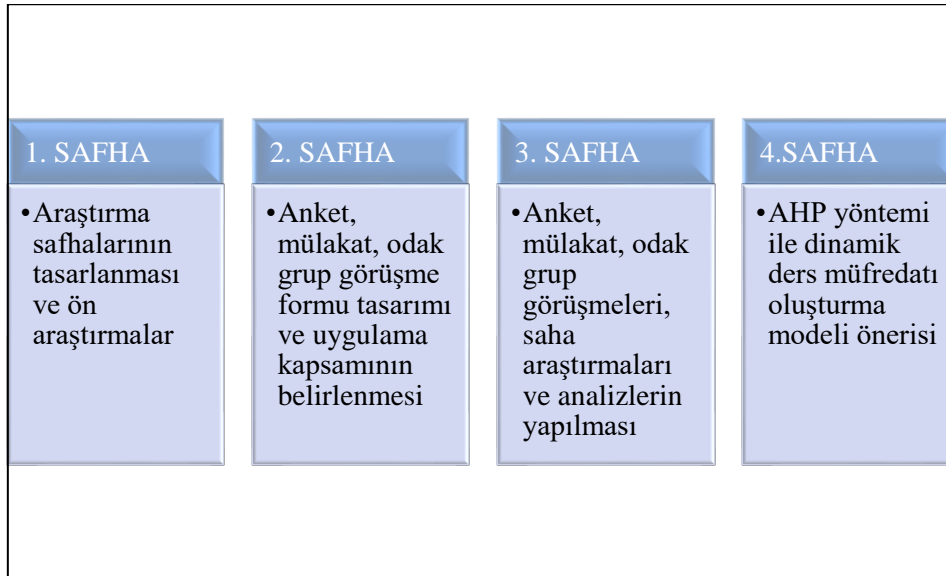 1. SAFHA
•Araştırma
safhalarının
tasarlanması
ve ön
araştırmalar
2. SAFHA
•Anket,
mülakat, odak
grup görüşme
formu tasarımı
ve uygulama
kapsamının
belirlenmesi
3. SAFHA
•Anket,
mülakat, odak
grup
görüşmeleri,
saha
araştırmaları
ve analizlerin
yapılması
4.SAFHA
•AHP yöntemi
ile dinamik
ders müfredatı
oluşturma
modeli önerisi